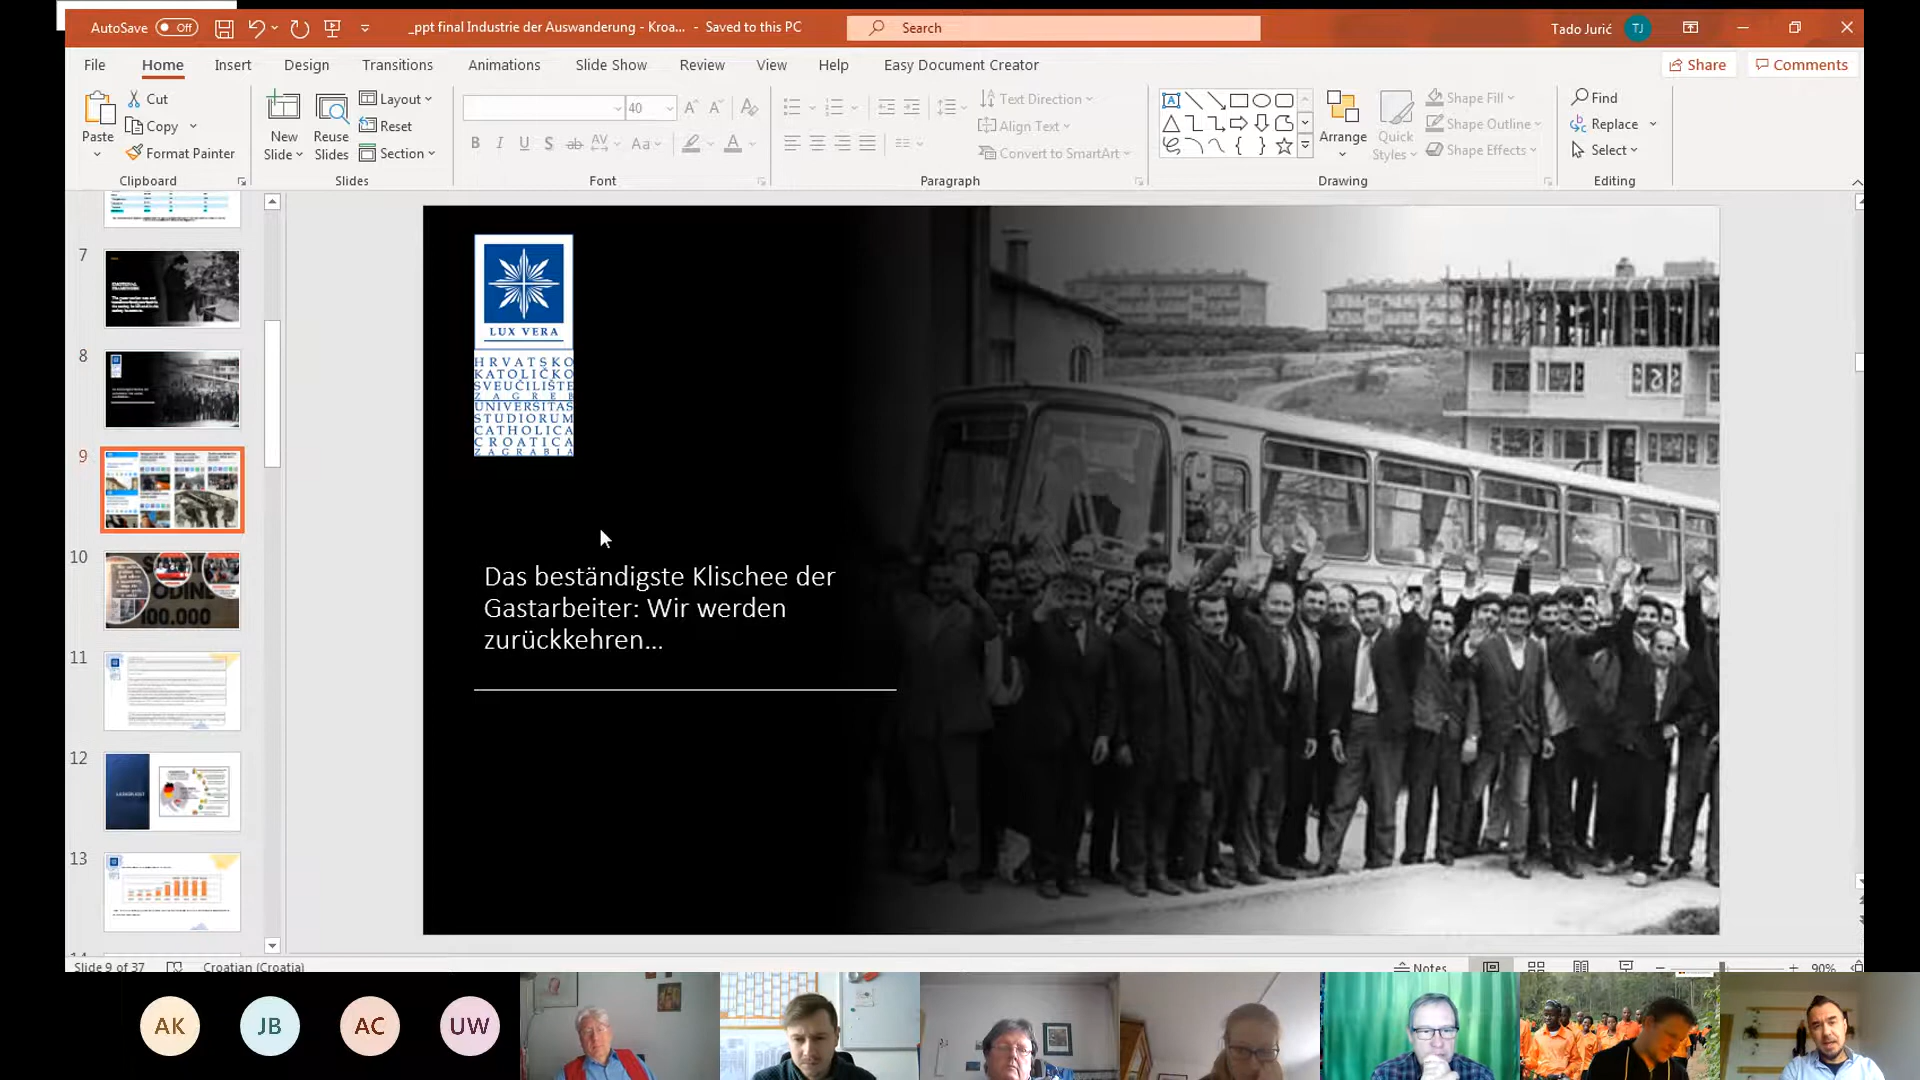 AutoSave Off _ppt final Industrie der Auswanderung - Kroa... - Saved to this PC Search Tado Jurić TJ
File Home Insert Design Transitions Animations Slide Show Review View Help Easy Document Creator Share Comments
Paste
Cut
Copy
Format Painter
Clipboard
New Slide
Reuse Slides
Layout
Reset
Section
Slides
40
Font
Text Direction
Align Text
Convert to SmartArt
Paragraph
Arrange
Quick Styles
Shape Fill
Shape Outline
Shape Effects
Drawing
Find
Replace
Select
Editing
7
8
9
10
100.000
11
12
13
LUX VERA
HRVATSKO
KATOLIČKO
SVEUČILIŠTE
ZAGREB
UNIVERSITAS
STUDIORUM
CATHOLICA
CROATICA
ZAGRABIA
Das beständigste Klischee der
Gastarbeiter: Wir werden
zurückkehren...
Slide 9 of 37 Croatian (Croatia) Notes 90%
AK JB AC UW